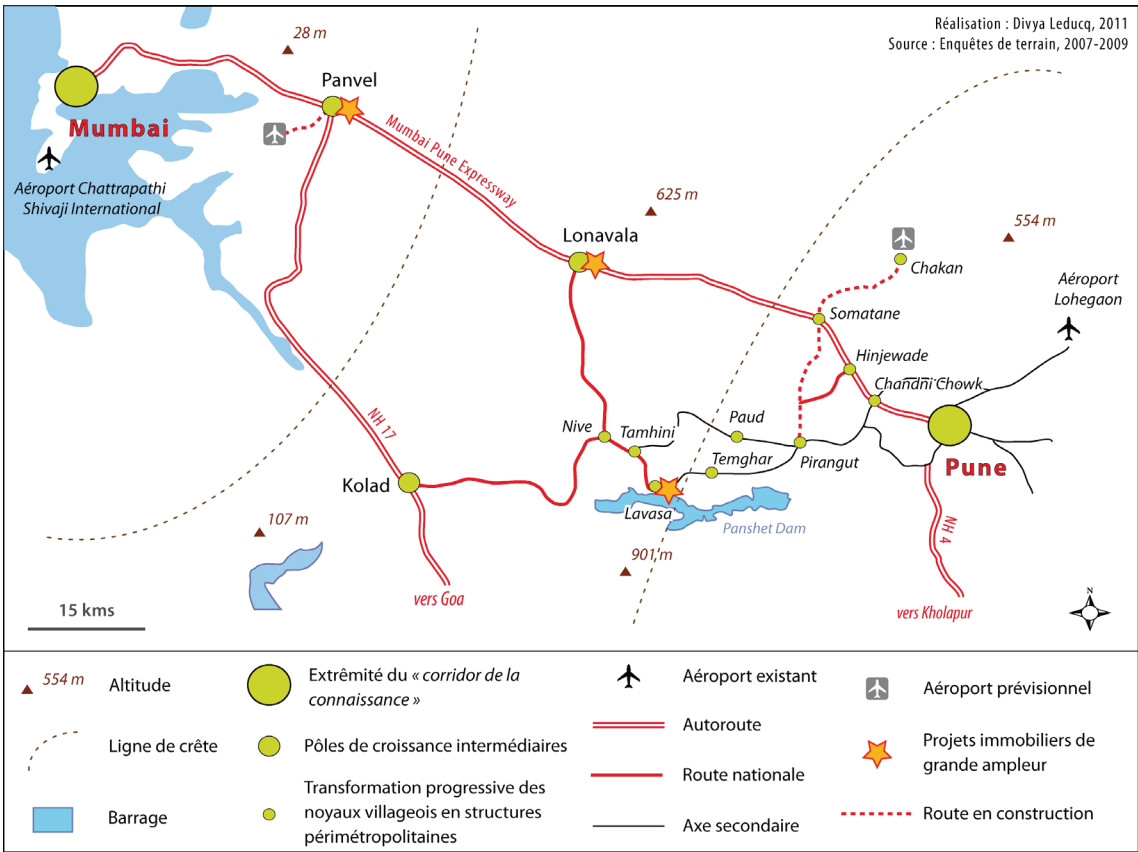 Réalisation : Divya Leducq, 2011
Source : Enquêtes de terrain, 2007-2009
28 m
Panvel
Mumbai
Mumbai Pune Expressway
Aéroport Chattrapathi
Shivaji International
625 m
554 m
Lonavala
Chakan
Aéroport
Lohegaon
Somatane
Hinjewade
Chandni Chowk
NH 17
Nive
Tamhini
Paud
Temghar
Pirangut
Pune
Kolad
Lavasa
Panshet Dam
107 m
901 m
NH 4
vers Goa
vers Kholapur
15 kms
N
554 m
Altitude
Ligne de crête
Barrage
Extrêmité du « corridor de la
connaissance »
Pôles de croissance intermédiaires
Transformation progressive des
noyaux villageois en structures
périmétropolitaines
Aéroport existant
Autoroute
Route nationale
Axe secondaire
Aéroport prévisionnel
Projets immobiliers de
grande ampleur
Route en construction